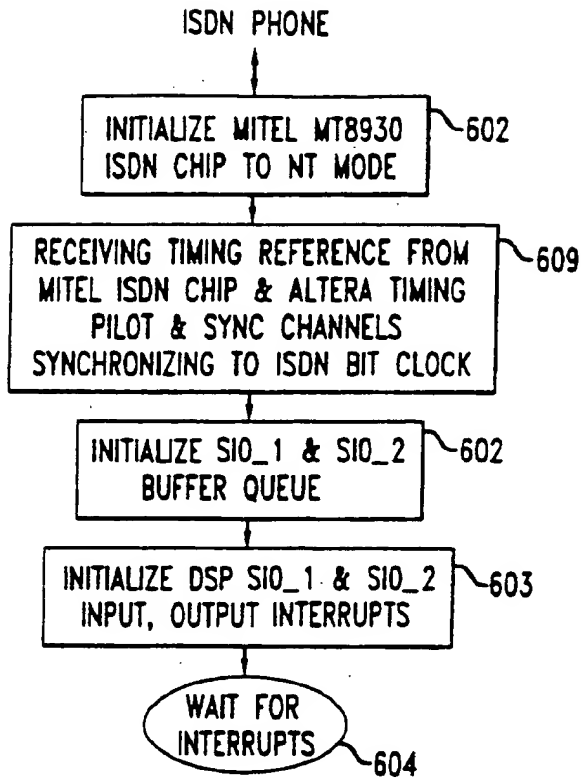 ISDN PHONE
INITIALIZE MITEL MT8930
ISDN CHIP TO NT MODE
602
RECEIVING TIMING REFERENCE FROM
MITEL ISDN CHIP & ALTERA TIMING
PILOT & SYNC CHANNELS
SYNCHRONIZING TO ISDN BIT CLOCK
609
INITIALIZE SIO_1 & SIO_2
BUFFER QUEUE
602
INITIALIZE DSP SIO_1 & SIO_2
INPUT, OUTPUT INTERRUPTS
603
WAIT FOR
INTERRUPTS
604